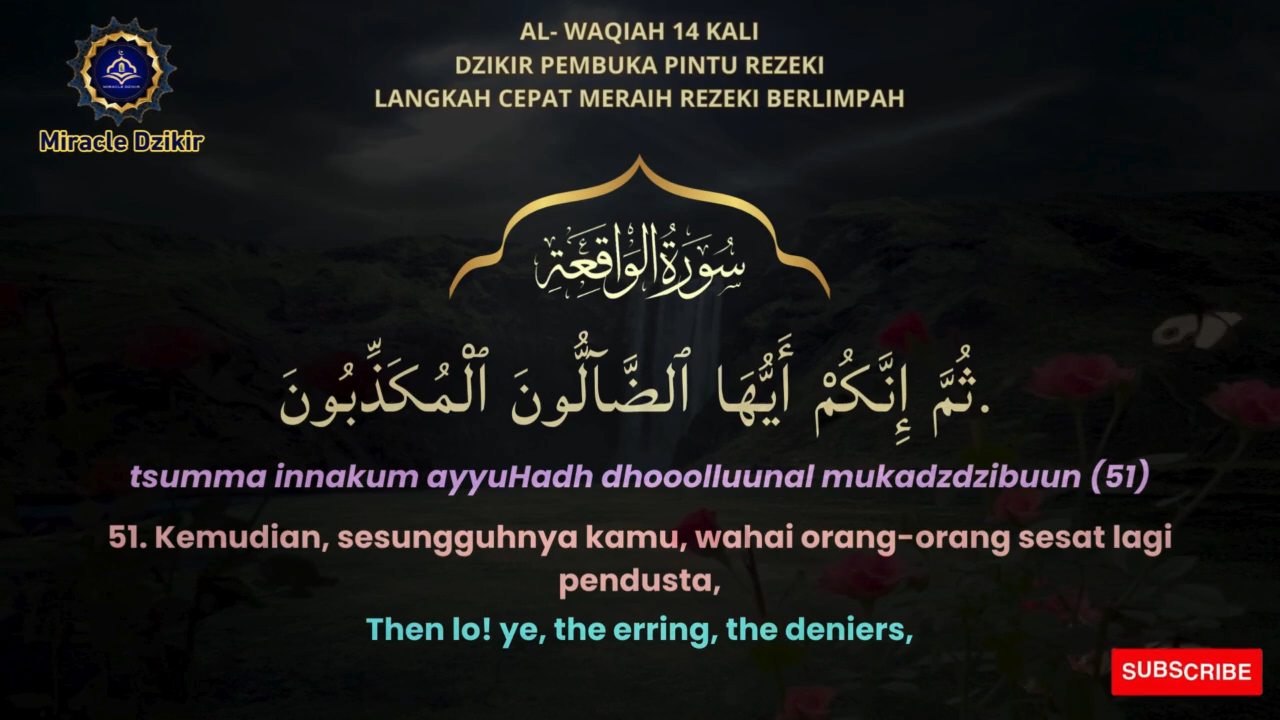 AL- WAQIAH 14 KALI
DZIKIR PEMBUKA PINTU REZEKI
LANGKAH CEPAT MERAIH REZEKI BERLIMPAH
Miracle Dzikir
سُورَةُ الْوَاقِعَةِ
ثُمَّ إِنَّكُمْ أَيُّهَا ٱلضَّآلُّونَ ٱلْمُكَذِّبُونَ.
tsumma innakum ayyuHadh dhooolluunal mukadzdzibuun (51)
51. Kemudian, sesungguhnya kamu, wahai orang-orang sesat lagi
pendusta,
Then lo! ye, the erring, the deniers,
SUBSCRIBE